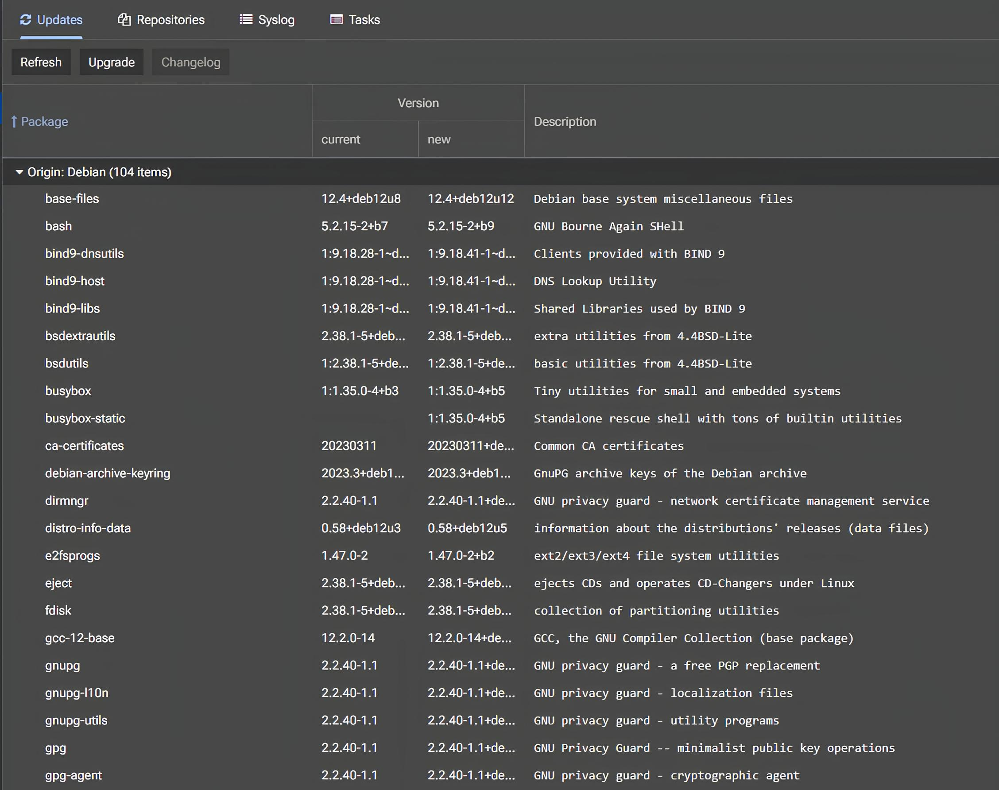 Updates Repositories Syslog Tasks
Refresh Upgrade Changelog
Package Version Description
current new
Origin: Debian (104 items)
base-files 12.4+deb12u8 12.4+deb12u12 Debian base system miscellaneous files
bash 5.2.15-2+b7 5.2.15-2+b9 GNU Bourne Again SHell
bind9-dnsutils 1:9.18.28-1~d... 1:9.18.41-1~d... Clients provided with BIND 9
bind9-host 1:9.18.28-1~d... 1:9.18.41-1~d... DNS Lookup Utility
bind9-libs 1:9.18.28-1~d... 1:9.18.41-1~d... Shared Libraries used by BIND 9
bsdextrautils 2.38.1-5+deb... 2.38.1-5+deb... extra utilities from 4.4BSD-Lite
bsdutils 1:2.38.1-5+de... 1:2.38.1-5+de... basic utilities from 4.4BSD-Lite
busybox 1:1.35.0-4+b3 1:1.35.0-4+b5 Tiny utilities for small and embedded systems
busybox-static 1:1.35.0-4+b5 Standalone rescue shell with tons of builtin utilities
ca-certificates 20230311 20230311+de... Common CA certificates
debian-archive-keyring 2023.3+deb1... 2023.3+deb1... GnuPG archive keys of the Debian archive
dirmngr 2.2.40-1.1 2.2.40-1.1+de... GNU privacy guard - network certificate management service
distro-info-data 0.58+deb12u3 0.58+deb12u5 information about the distributions' releases (data files)
e2fsprogs 1.47.0-2 1.47.0-2+b2 ext2/ext3/ext4 file system utilities
eject 2.38.1-5+deb... 2.38.1-5+deb... ejects CDs and operates CD-Changers under Linux
fdisk 2.38.1-5+deb... 2.38.1-5+deb... collection of partitioning utilities
gcc-12-base 12.2.0-14 12.2.0-14+de... GCC, the GNU Compiler Collection (base package)
gnupg 2.2.40-1.1 2.2.40-1.1+de... GNU privacy guard - a free PGP replacement
gnupg-l10n 2.2.40-1.1 2.2.40-1.1+de... GNU privacy guard - localization files
gnupg-utils 2.2.40-1.1 2.2.40-1.1+de... GNU privacy guard - utility programs
gpg 2.2.40-1.1 2.2.40-1.1+de... GNU Privacy Guard -- minimalist public key operations
gpg-agent 2.2.40-1.1 2.2.40-1.1+de... GNU privacy guard - cryptographic agent